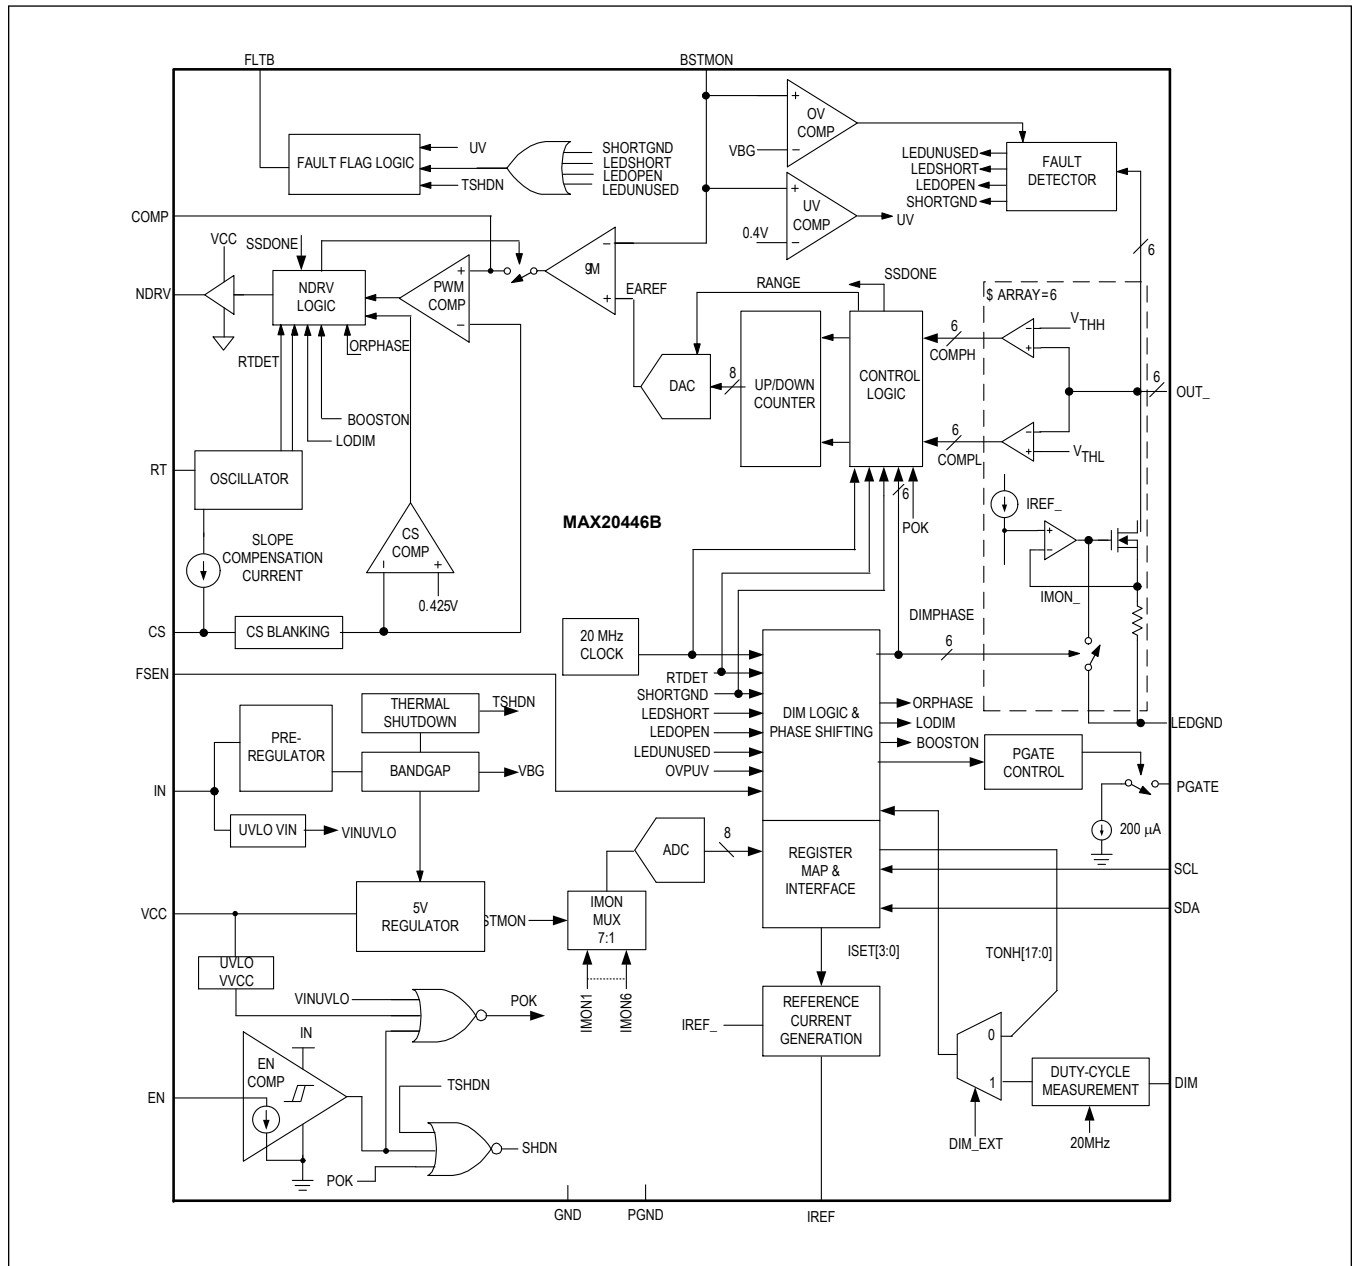 FLTB
BSTMON
FAULT FLAG LOGIC
UV
TSHDN
SHORTGND
LEDSHORT
LEDOPEN
LEDUNUSED
+
OV
COMP
VBG
−
LEDUNUSED
LEDSHORT
LEDOPEN
SHORTGND
FAULT
DETECTOR
+
UV
COMP
0.4V
−
UV
6
COMP
VCC
SSDONE
NDRV
NDRV
LOGIC
+
PWM
COMP
−
−
gM
+
EAREF
RTDET
ORPHASE
BOOSTON
LODIM
RANGE
SSDONE
DAC
8
UP/DOWN
COUNTER
CONTROL
LOGIC
6
COMPH
6
COMPL
$ ARRAY=6
−
+
VTHH
6
OUT_
−
+
VTHL
RT
OSCILLATOR
SLOPE
COMPENSATION
CURRENT
CS
COMP
−
+
0.425V
MAX20446B
6
POK
IREF_
+
−
IMON_
CS
CS BLANKING
20 MHz
CLOCK
DIMPHASE
6
FSEN
THERMAL
SHUTDOWN
TSHDN
RTDET
SHORTGND
LEDSHORT
LEDOPEN
LEDUNUSED
OVPUV
DIM LOGIC &
PHASE SHIFTING
ORPHASE
LODIM
BOOSTON
LEDGND
PRE-
REGULATOR
BANDGAP
VBG
PGATE
CONTROL
PGATE
IN
UVLO VIN
VINUVLO
200 μA
ADC
8
REGISTER
MAP &
INTERFACE
SCL
SDA
VCC
5V
REGULATOR
STMON
IMON
MUX
7:1
ISET[3:0]
TONH[17:0]
UVLO
VVCC
VINUVLO
POK
IMON1
IMON6
IREF_
REFERENCE
CURRENT
GENERATION
0
1
IN
EN
COMP
EN
TSHDN
SHDN
POK
DUTY-CYCLE
MEASUREMENT
DIM
DIM_EXT
20MHz
GND
PGND
IREF